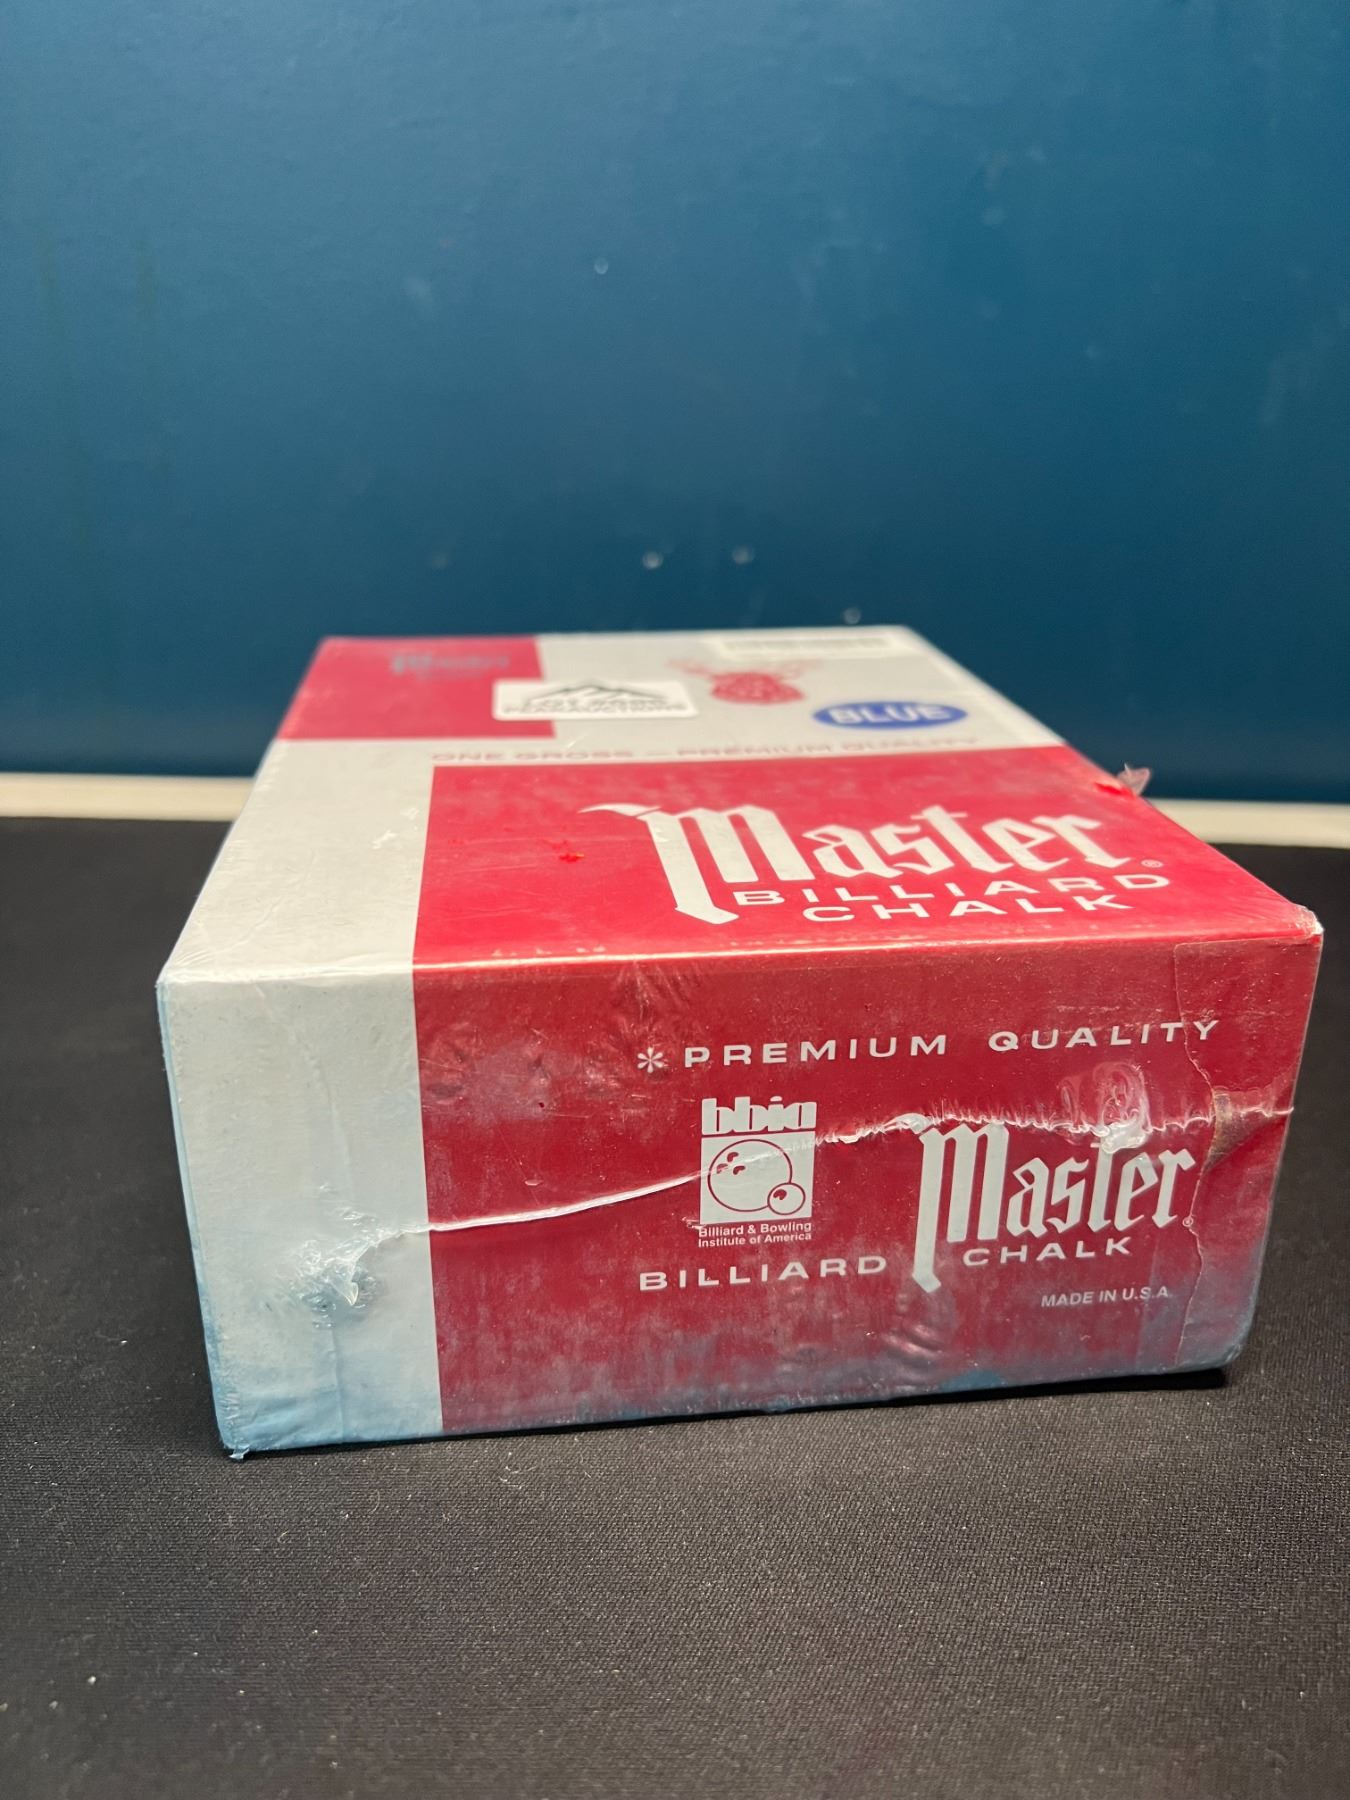 Master
BLUE
ONE GROSS — PREMIUM QUALITY
Master®
BILLIARD
CHALK
* PREMIUM QUALITY
bbia
Billiard & Bowling
Institute of America
BILLIARD Master®
CHALK
MADE IN U.S.A.